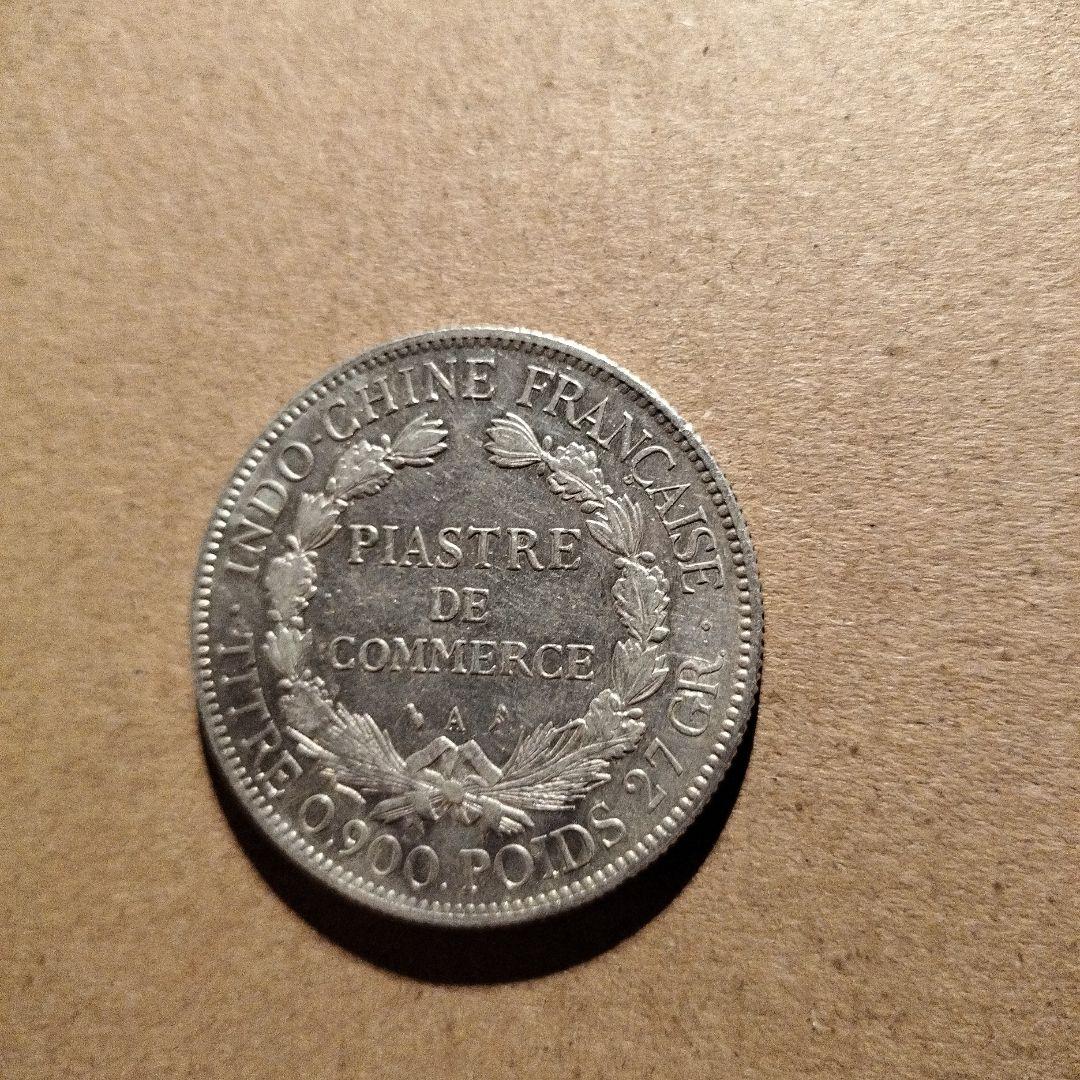 INDO-CHINE FRANÇAISE
PIASTRE
DE
COMMERCE
A
TITRE 0,900. POIDS 27 GR.